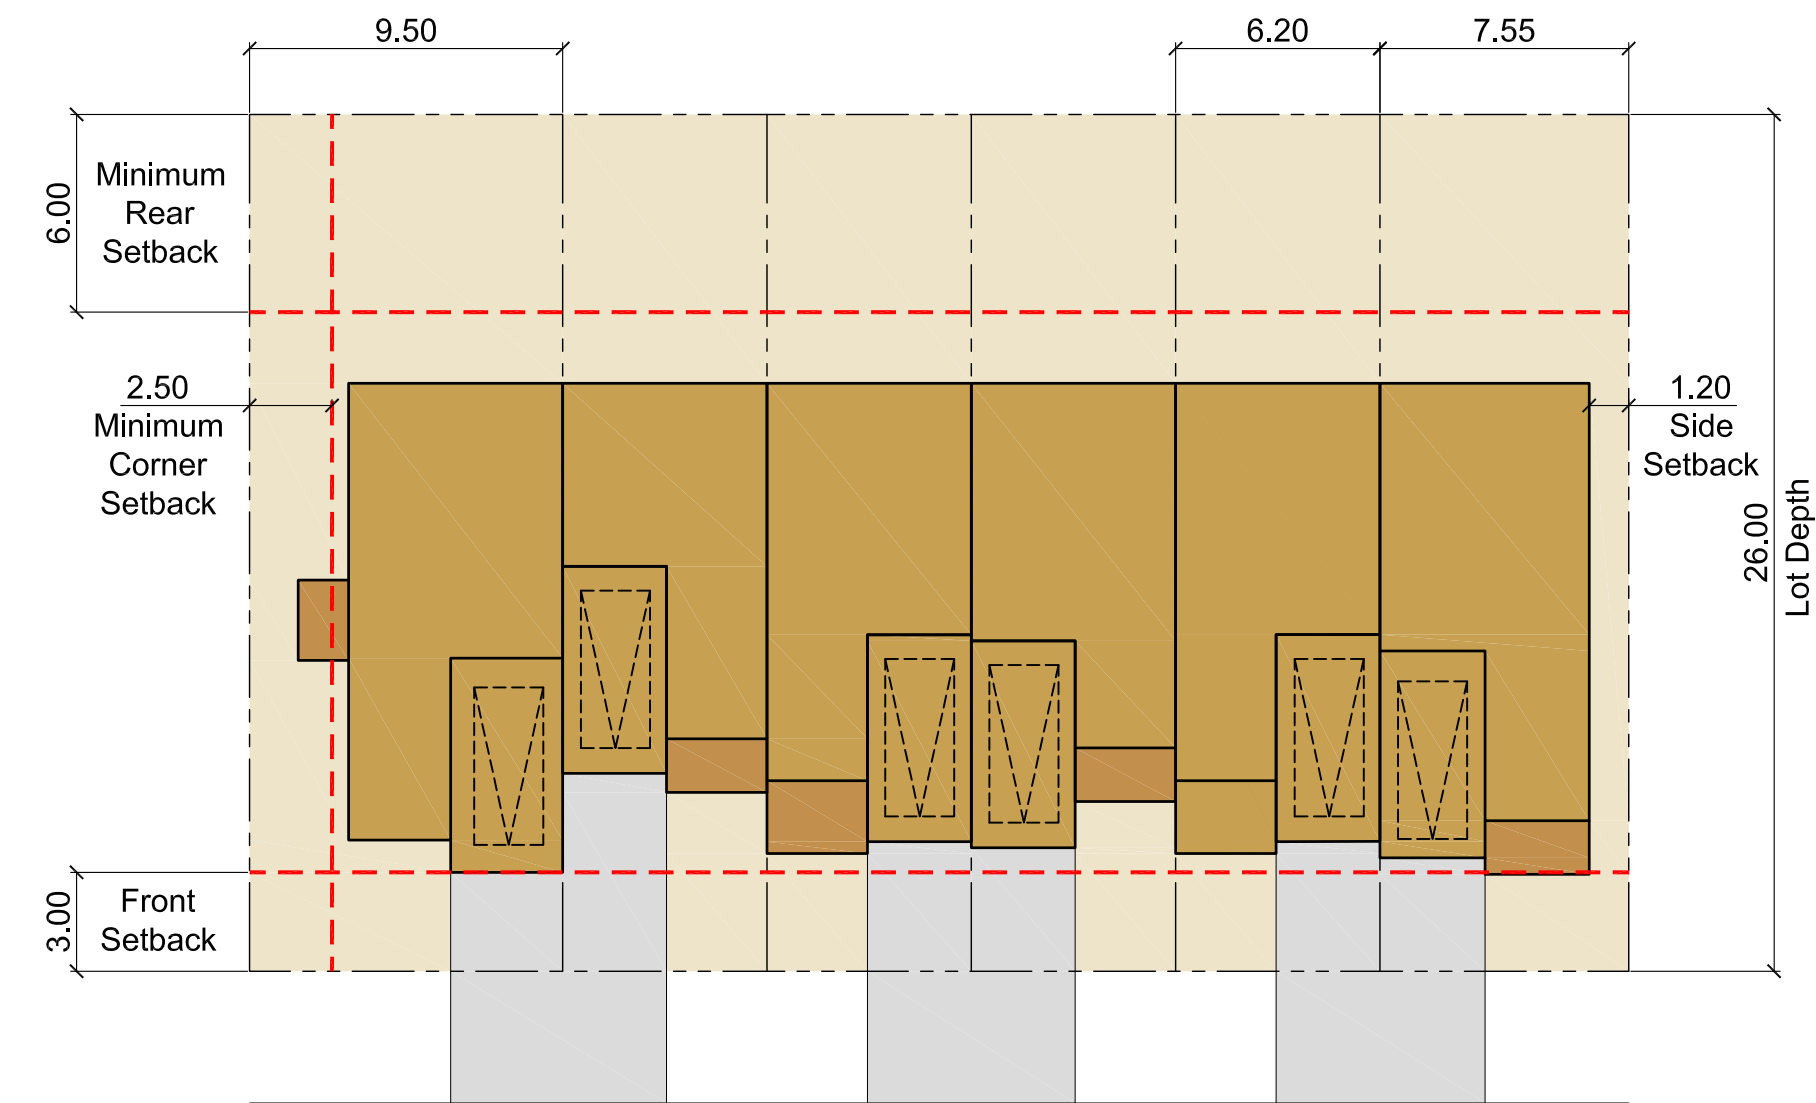 9.50
6.20
7.55
6.00
Minimum
Rear
Setback
2.50
Minimum
Corner
Setback
1.20
Side
Setback
26.00
Lot Depth
3.00
Front
Setback